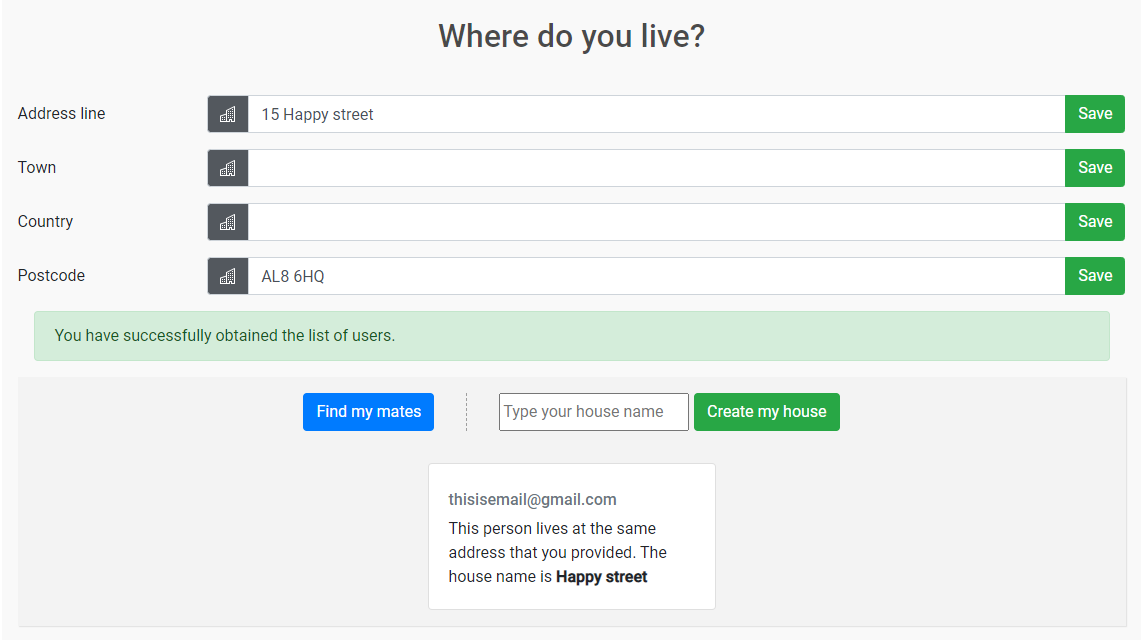 Where do you live?
Address line
15 Happy street
Save
Town
Save
Country
Save
Postcode
AL8 6HQ
Save
You have successfully obtained the list of users.
Find my mates
Type your house name
Create my house
thisisemail@gmail.com
This person lives at the same
address that you provided. The
house name is Happy street